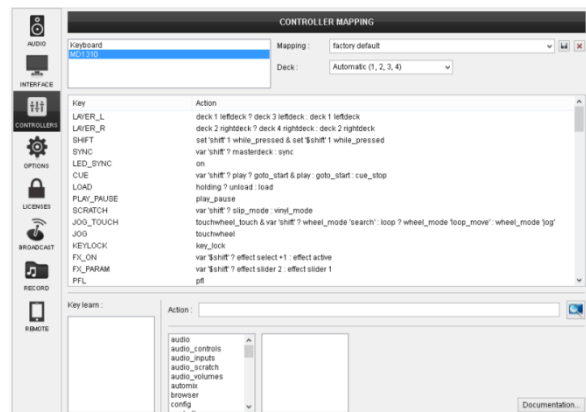 CONTROLLER MAPPING
AUDIO
INTERFACE
CONTROLLERS
OPTIONS
LICENSES
BROADCAST
RECORD
REMOTE
Keyboard
MD1310
Mapping : factory default
Deck : Automatic (1, 2, 3, 4)
Key Action
LAYER_L deck 1 leftdeck ? deck 3 leftdeck : deck 1 leftdeck
LAYER_R deck 2 rightdeck ? deck 4 rightdeck : deck 2 rightdeck
SHIFT set 'shift' 1 while_pressed & set '$shift' 1 while_pressed
SYNC var 'shift' ? masterdeck : sync
LED_SYNC on
CUE var 'shift' ? play ? goto_start & play : goto_start : cue_stop
LOAD holding ? unload : load
PLAY_PAUSE play_pause
SCRATCH var 'shift' ? slip_mode : vinyl_mode
JOG_TOUCH touchwheel_touch & var 'shift' ? wheel_mode 'search' : loop ? wheel_mode 'loop_move' : wheel_mode 'jog'
JOG touchwheel
KEYLOCK key_lock
FX_ON var '$shift' ? effect select +1 : effect active
FX_PARAM var '$shift' ? effect slider 2 : effect slider 1
PFL pfl
Key learn :
Action :
audio
audio_controls
audio_inputs
audio_scratch
audio_volumes
automix
browser
config
Documentation...